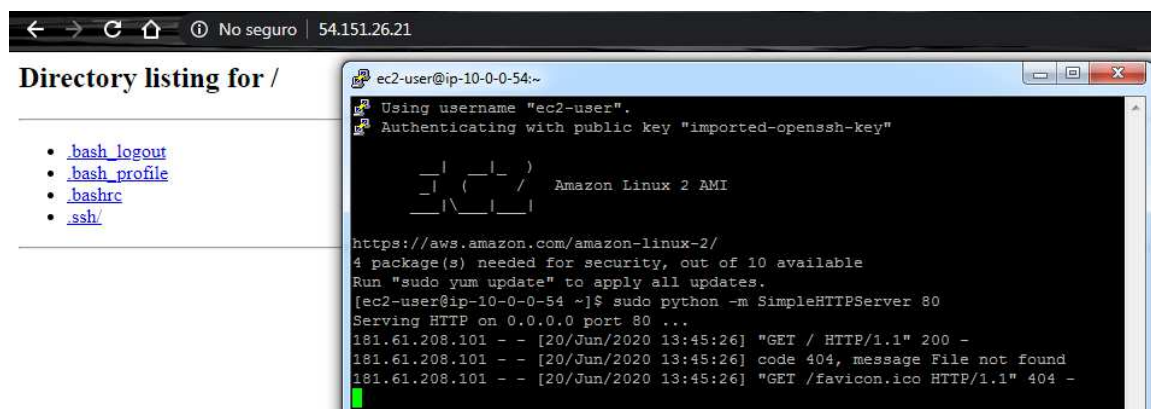 No seguro | 54.151.26.21
Directory listing for /
.bash_logout
.bash_profile
.bashrc
.ssh/
ec2-user@ip-10-0-0-54:~
Using username "ec2-user".
Authenticating with public key "imported-openssh-key"
__|  __|_  )
_|  (     /   Amazon Linux 2 AMI
___|\___|___|
https://aws.amazon.com/amazon-linux-2/
4 package(s) needed for security, out of 10 available
Run "sudo yum update" to apply all updates.
[ec2-user@ip-10-0-0-54 ~]$ sudo python -m SimpleHTTPServer 80
Serving HTTP on 0.0.0.0 port 80 ...
181.61.208.101 - - [20/Jun/2020 13:45:26] "GET / HTTP/1.1" 200 -
181.61.208.101 - - [20/Jun/2020 13:45:26] code 404, message File not found
181.61.208.101 - - [20/Jun/2020 13:45:26] "GET /favicon.ico HTTP/1.1" 404 -